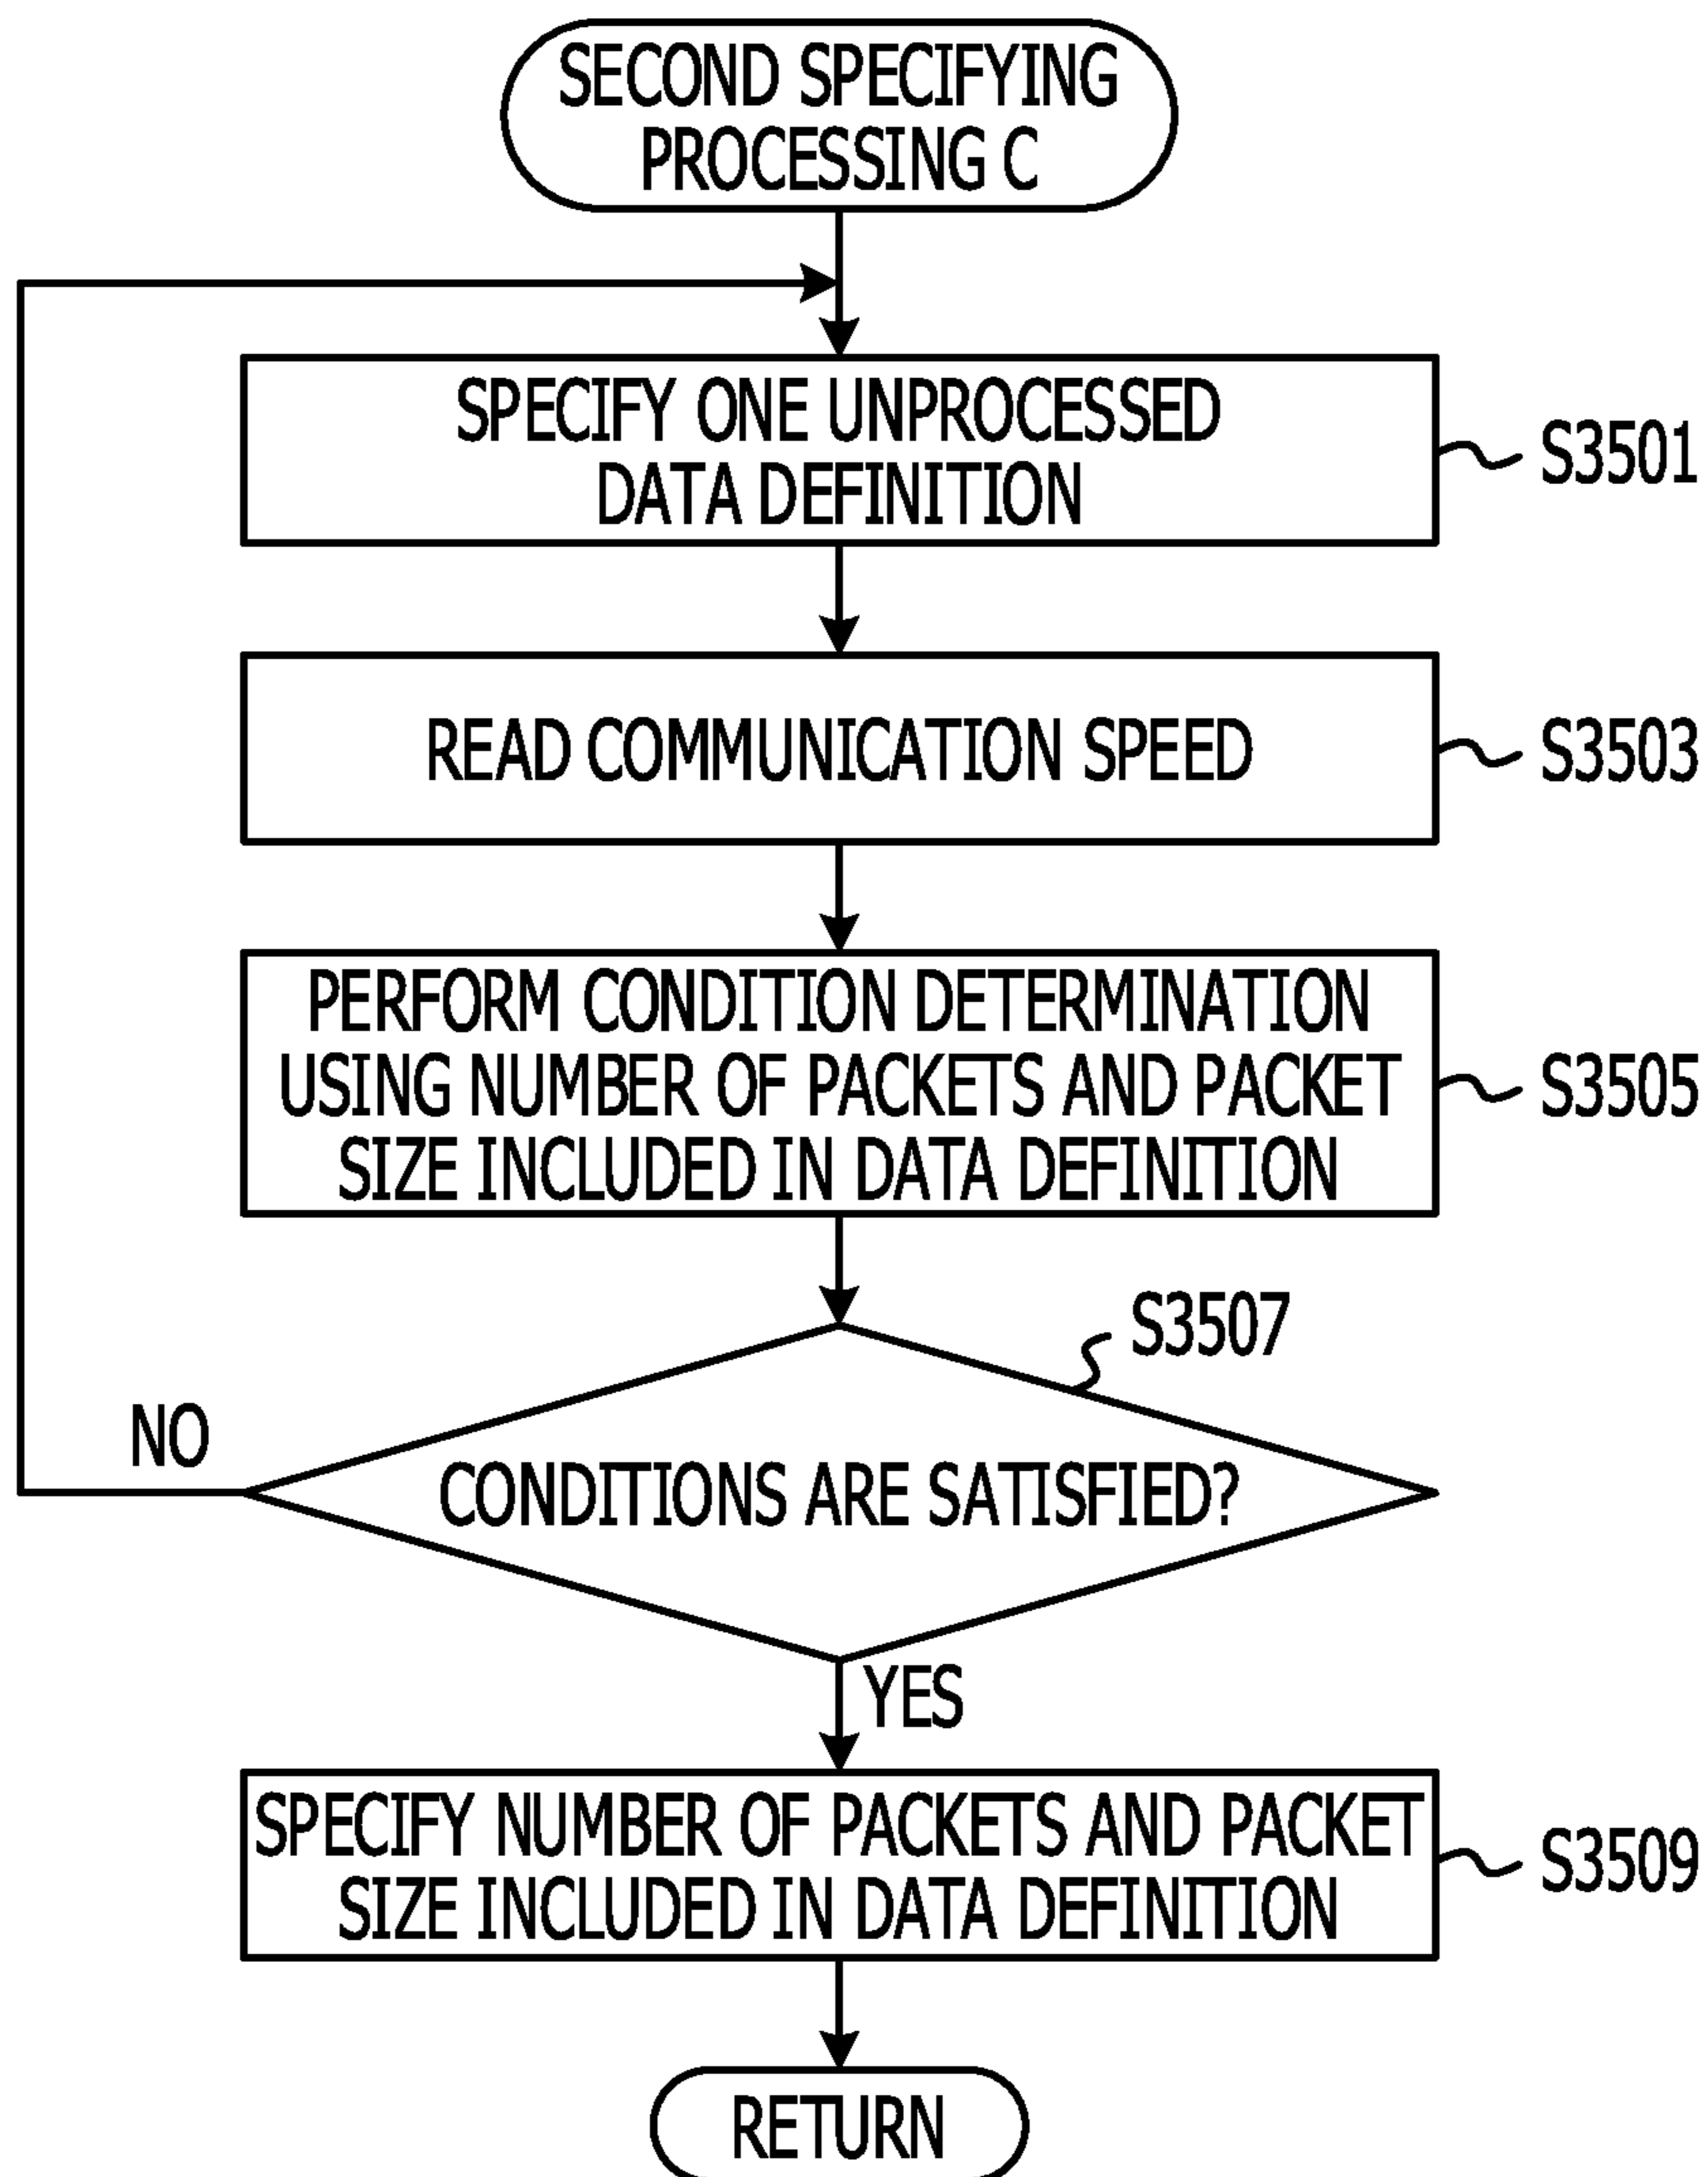 SECOND SPECIFYING
PROCESSING C
SPECIFY ONE UNPROCESSED
DATA DEFINITION
S3501
READ COMMUNICATION SPEED
S3503
PERFORM CONDITION DETERMINATION
USING NUMBER OF PACKETS AND PACKET
SIZE INCLUDED IN DATA DEFINITION
S3505
S3507
NO
CONDITIONS ARE SATISFIED?
YES
SPECIFY NUMBER OF PACKETS AND PACKET
SIZE INCLUDED IN DATA DEFINITION
S3509
RETURN